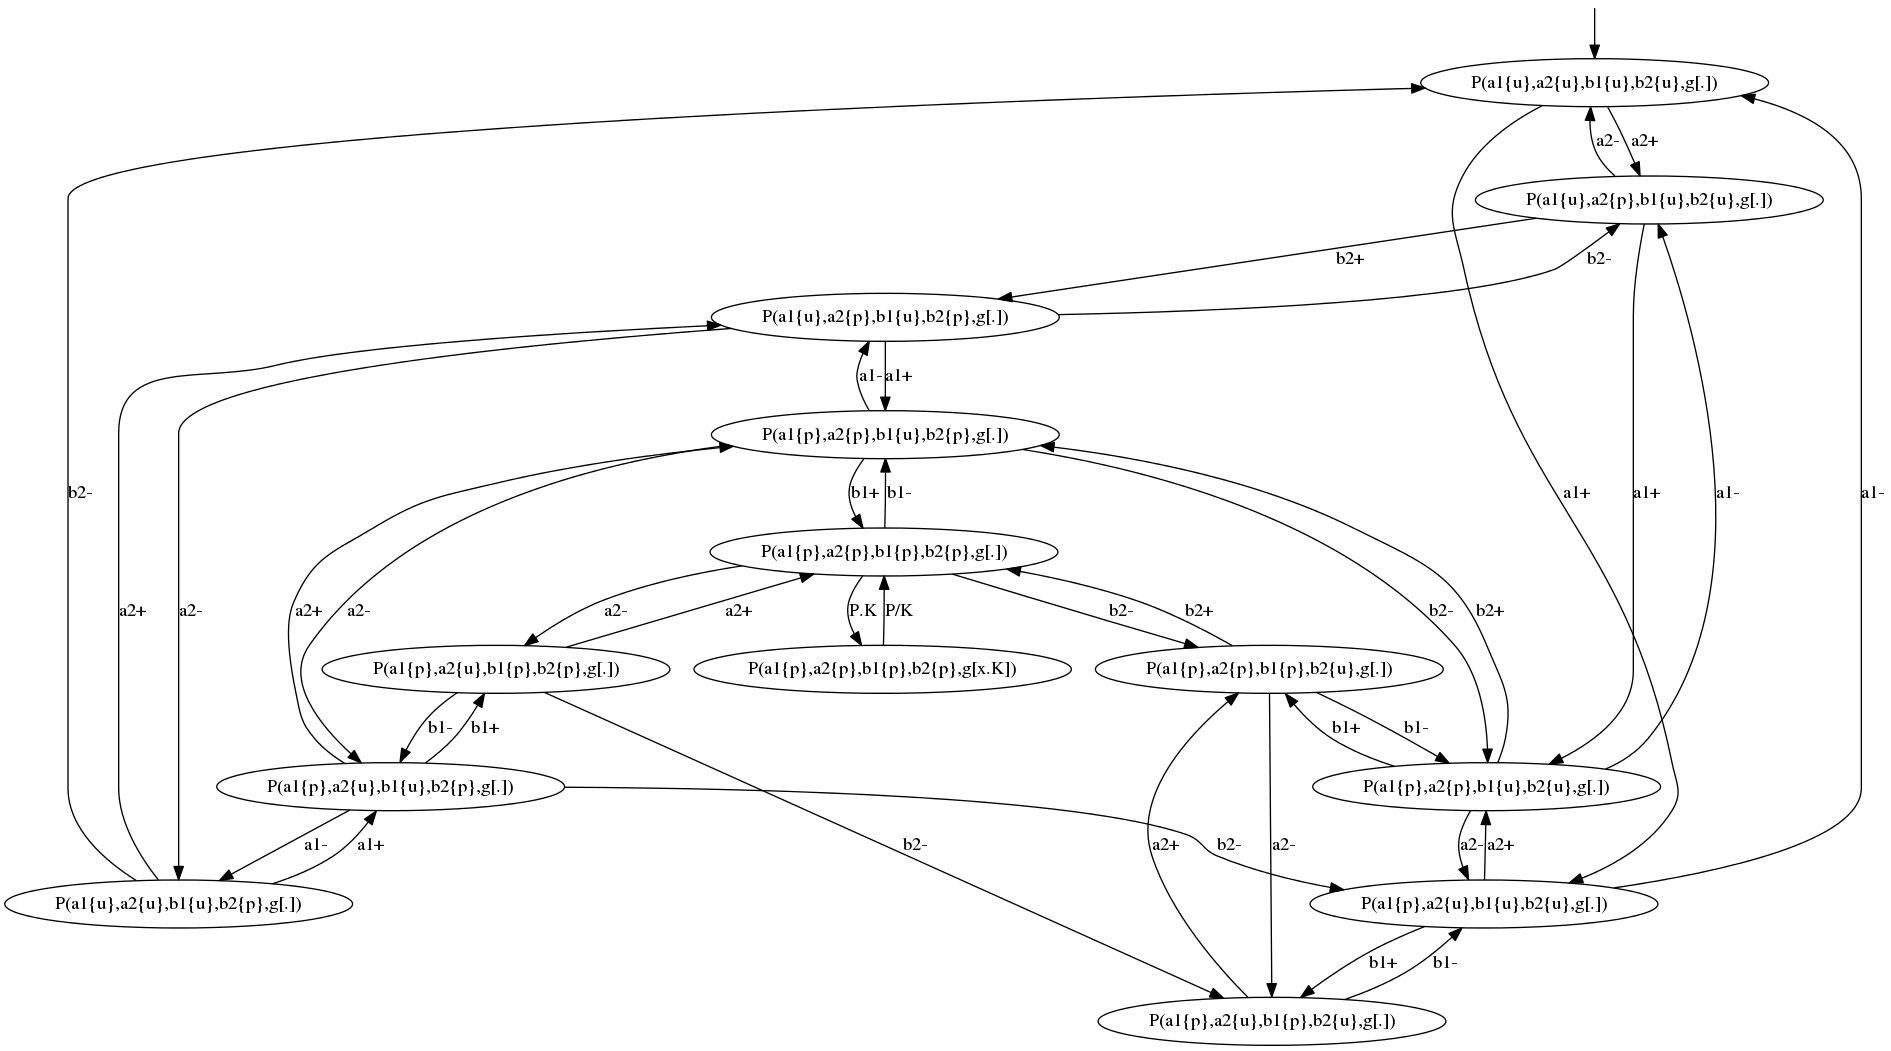 P(a1{u},a2{u},b1{u},b2{u},g[.])
a2- a2+
P(a1{u},a2{p},b1{u},b2{u},g[.])
b2+ b2-
P(a1{u},a2{p},b1{u},b2{p},g[.])
a1- a1+
P(a1{p},a2{p},b1{u},b2{p},g[.])
b2- b1+ b1- a1+ a1+ a1- a1-
P(a1{p},a2{p},b1{p},b2{p},g[.])
a2+ a2- a2+ a2- a2- a2+ P.K P/K b2- b2+ b2- b2+
P(a1{p},a2{u},b1{p},b2{p},g[.]) P(a1{p},a2{p},b1{p},b2{p},g[x.K]) P(a1{p},a2{p},b1{p},b2{u},g[.])
b1- b1+ b1+ b1-
P(a1{p},a2{u},b1{u},b2{p},g[.]) P(a1{p},a2{p},b1{u},b2{u},g[.])
a1- a1+ b2- a2+ b2- a2- a2- a2+
P(a1{u},a2{u},b1{u},b2{p},g[.]) P(a1{p},a2{u},b1{u},b2{u},g[.])
b1+ b1-
P(a1{p},a2{u},b1{p},b2{u},g[.])